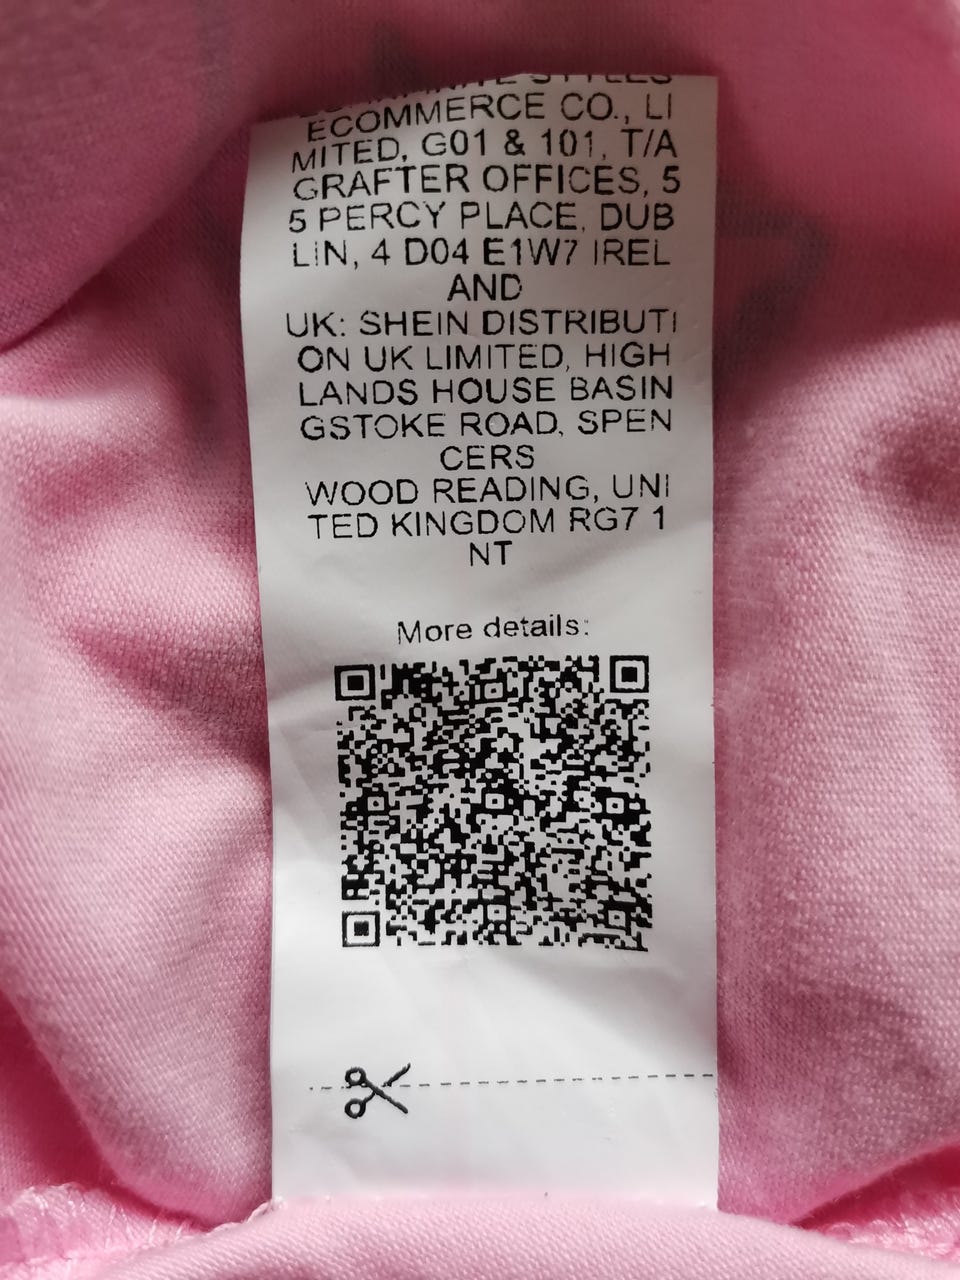 STYLES
ECOMMERCE CO., LI
MITED, G01 & 101, T/A
GRAFTER OFFICES, 5
5 PERCY PLACE, DUB
LIN, 4 D04 E1W7 IREL
AND
UK: SHEIN DISTRIBUTI
ON UK LIMITED, HIGH
LANDS HOUSE BASIN
GSTOKE ROAD, SPEN
CERS
WOOD READING, UNI
TED KINGDOM RG7 1
NT
More details: